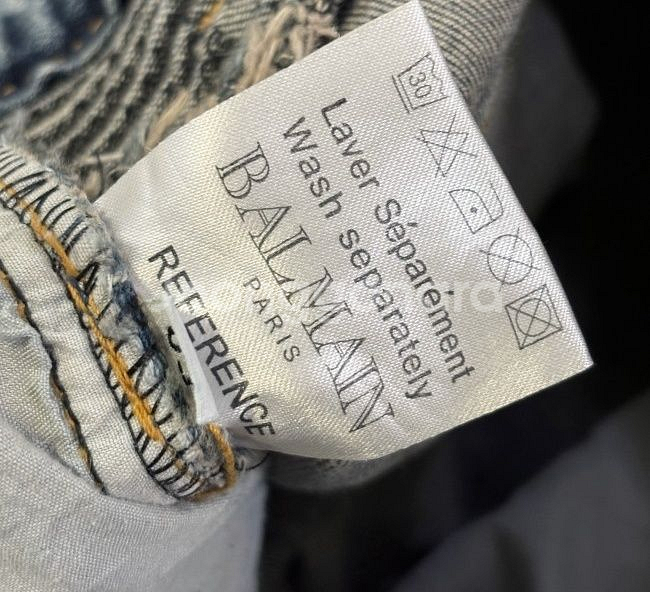 30
Laver Séparément
Wash separately
BALMAIN
PARIS
REFERENCE